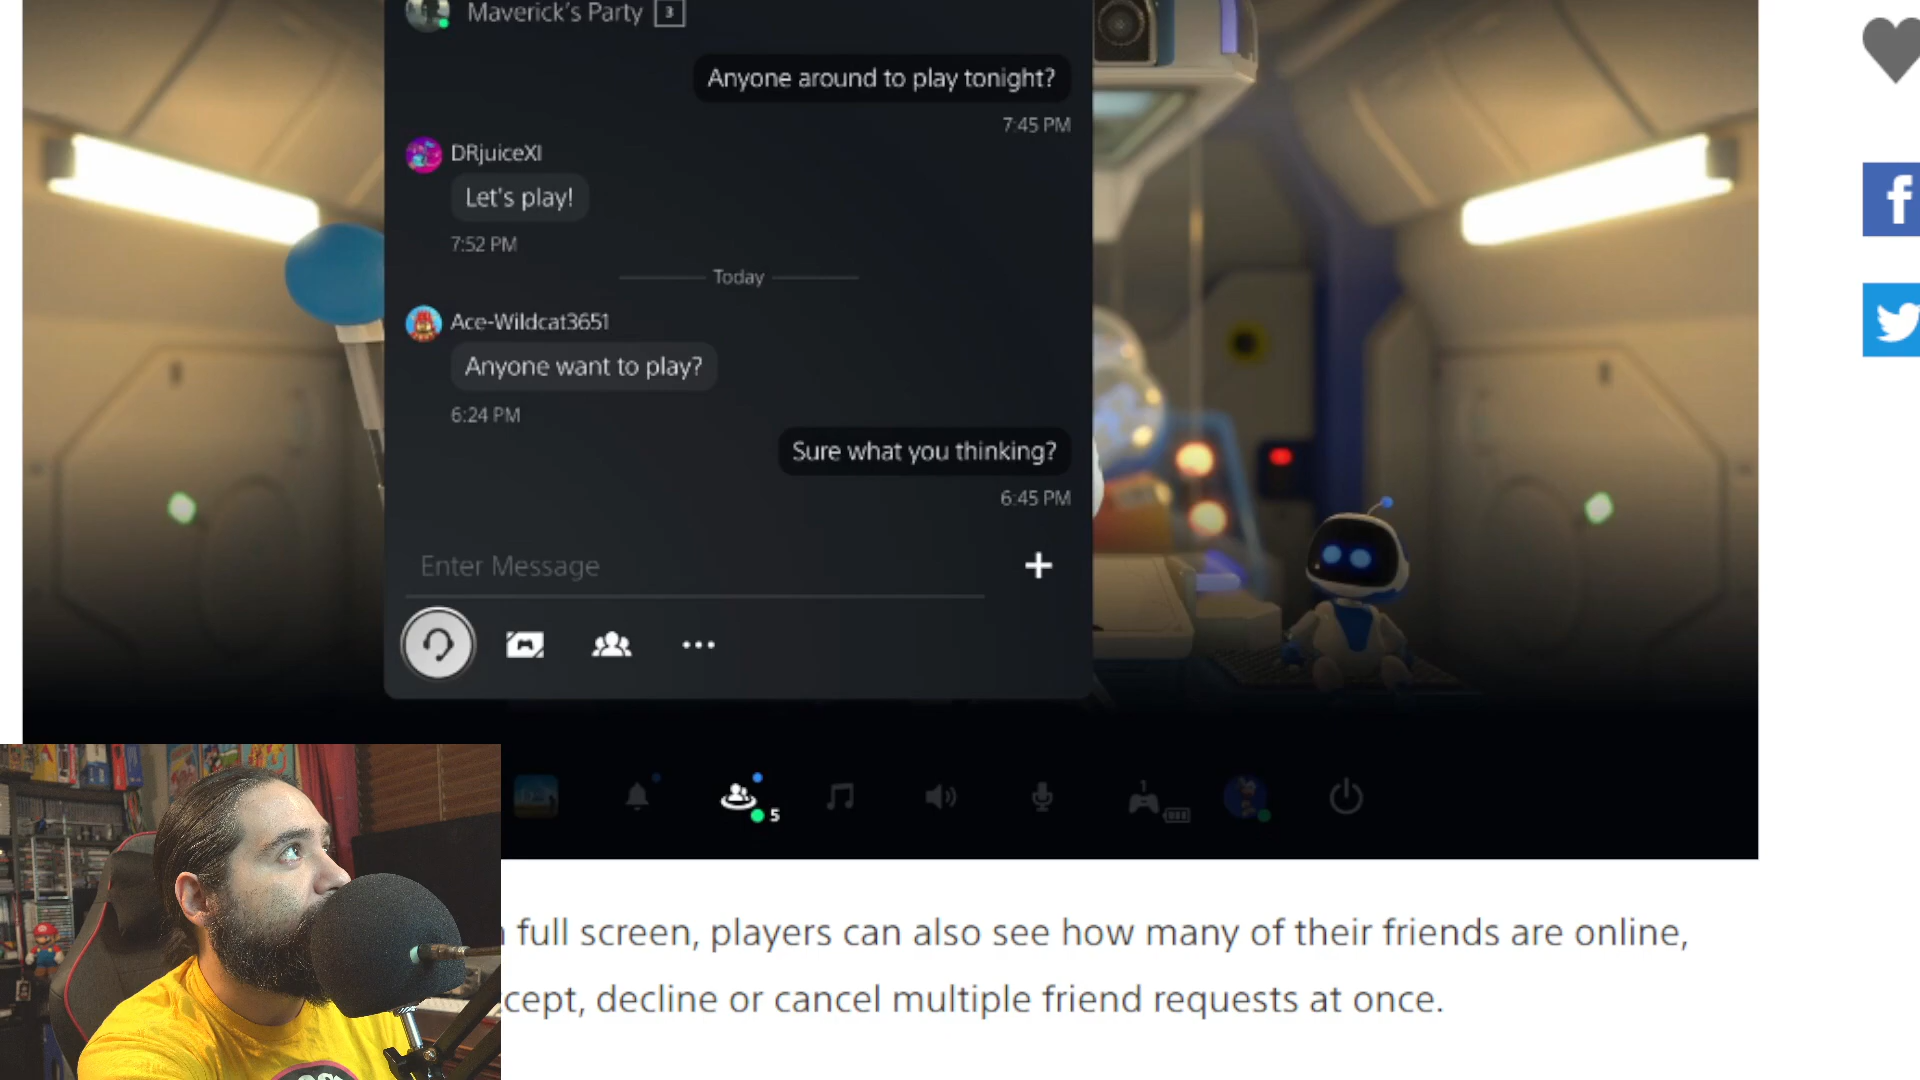 Maverick's Party 3
Anyone around to play tonight?
7:45 PM
DRjuiceXI
Let's play!
7:52 PM
Today
Ace-Wildcat3651
Anyone want to play?
6:24 PM
Sure what you thinking?
6:45 PM
Enter Message
5
1
full screen, players can also see how many of their friends are online,
cept, decline or cancel multiple friend requests at once.